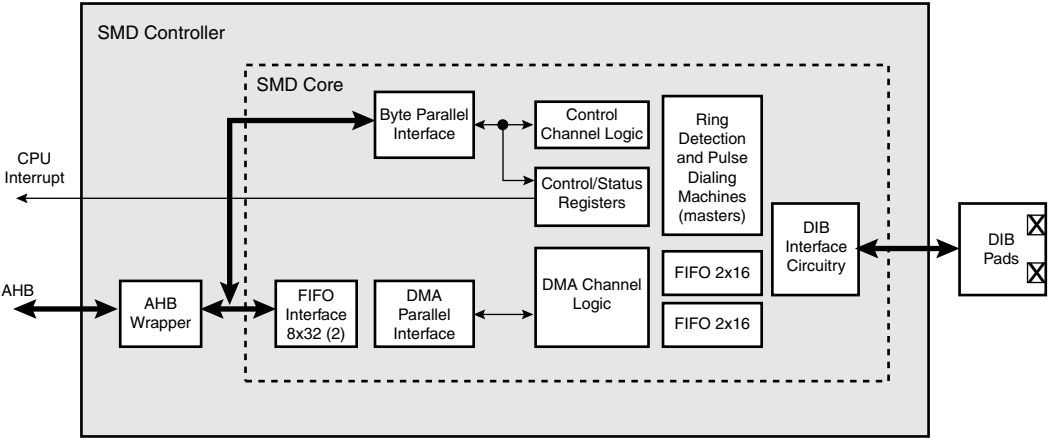 SMD Controller
SMD Core
Byte Parallel
Interface
Control
Channel Logic
Ring
Detection
and Pulse
Dialing
Machines
(masters)
CPU
Interrupt
Control/Status
Registers
DIB
Interface
Circuitry
DIB
Pads
AHB
AHB
Wrapper
FIFO
Interface
8x32 (2)
DMA
Parallel
Interface
DMA Channel
Logic
FIFO 2x16
FIFO 2x16